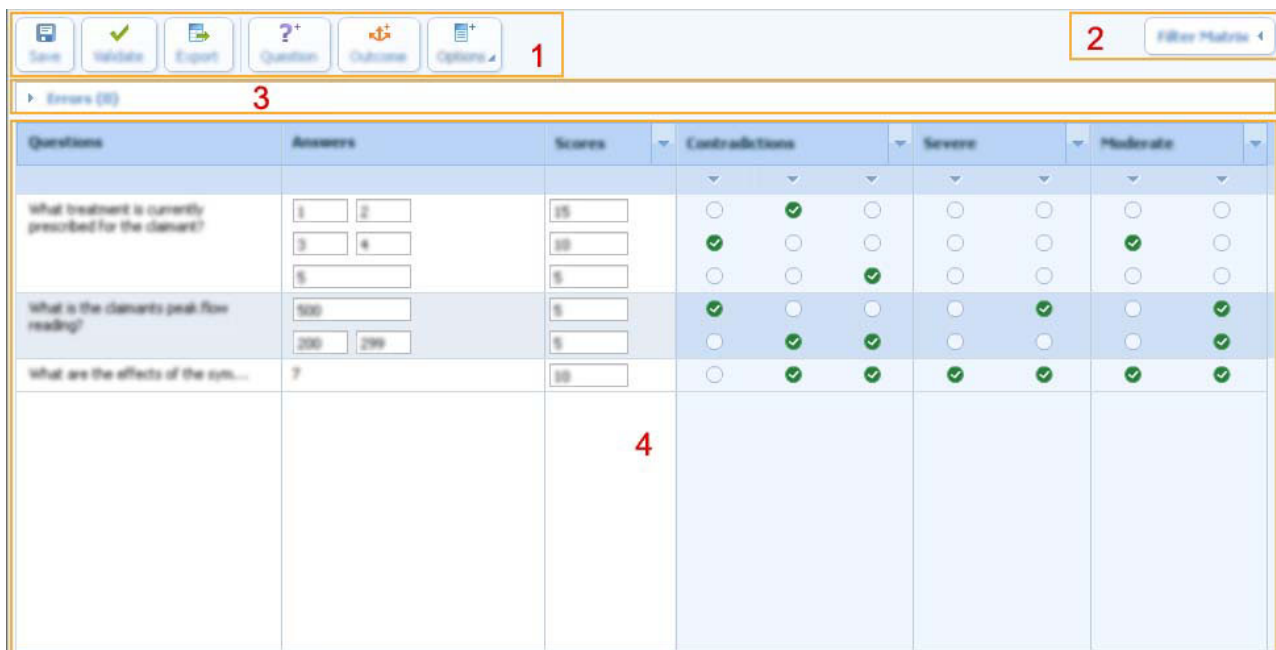 Save Validate Export Question Outcome Options 1
2 Filter Matrix
Errors (0) 3
Questions Answers Scores Contradictions Severe Moderate
What treatment is currently
prescribed for the claimant?
1 2 15
3 4 10
5 5
What is the claimants peak flow
reading?
500 5
200 299 5
What are the effects of the sym.... 7 10
4